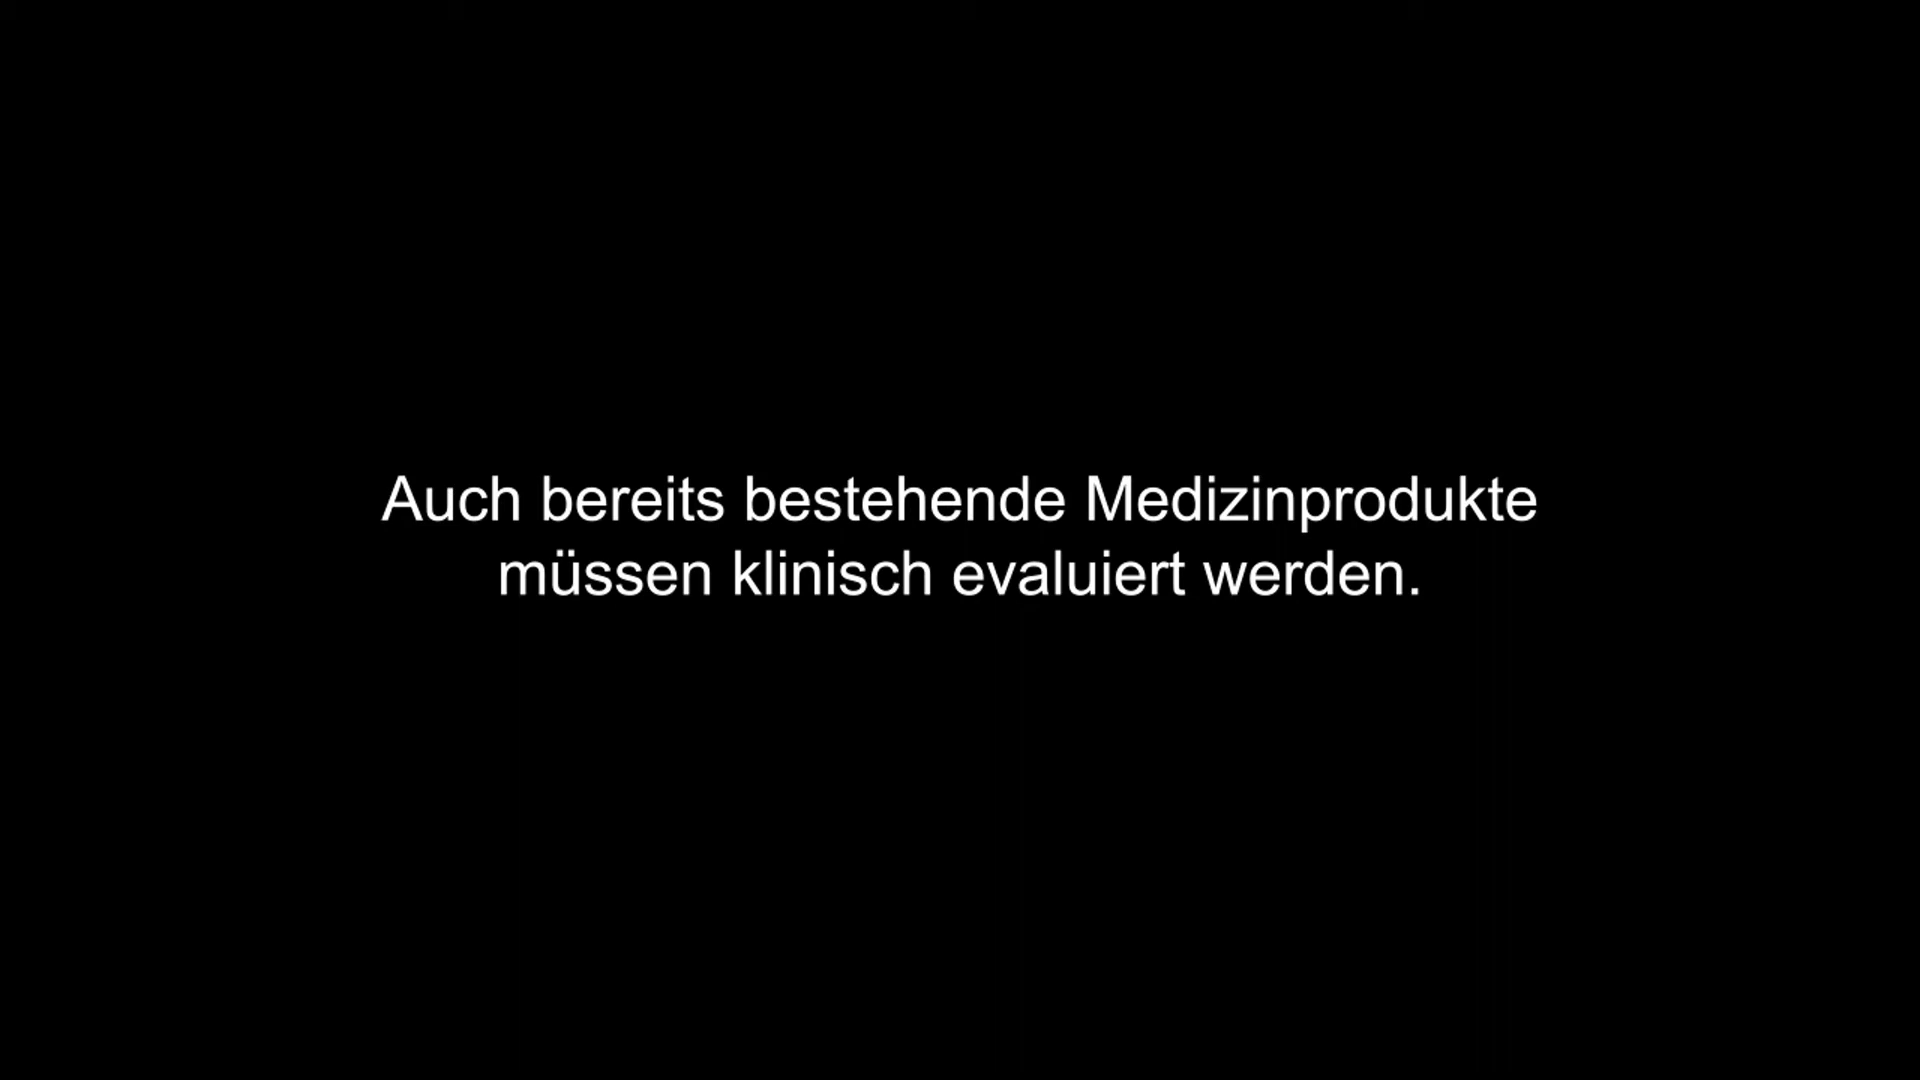 Auch bereits bestehende Medizinprodukte
müssen klinisch evaluiert werden.